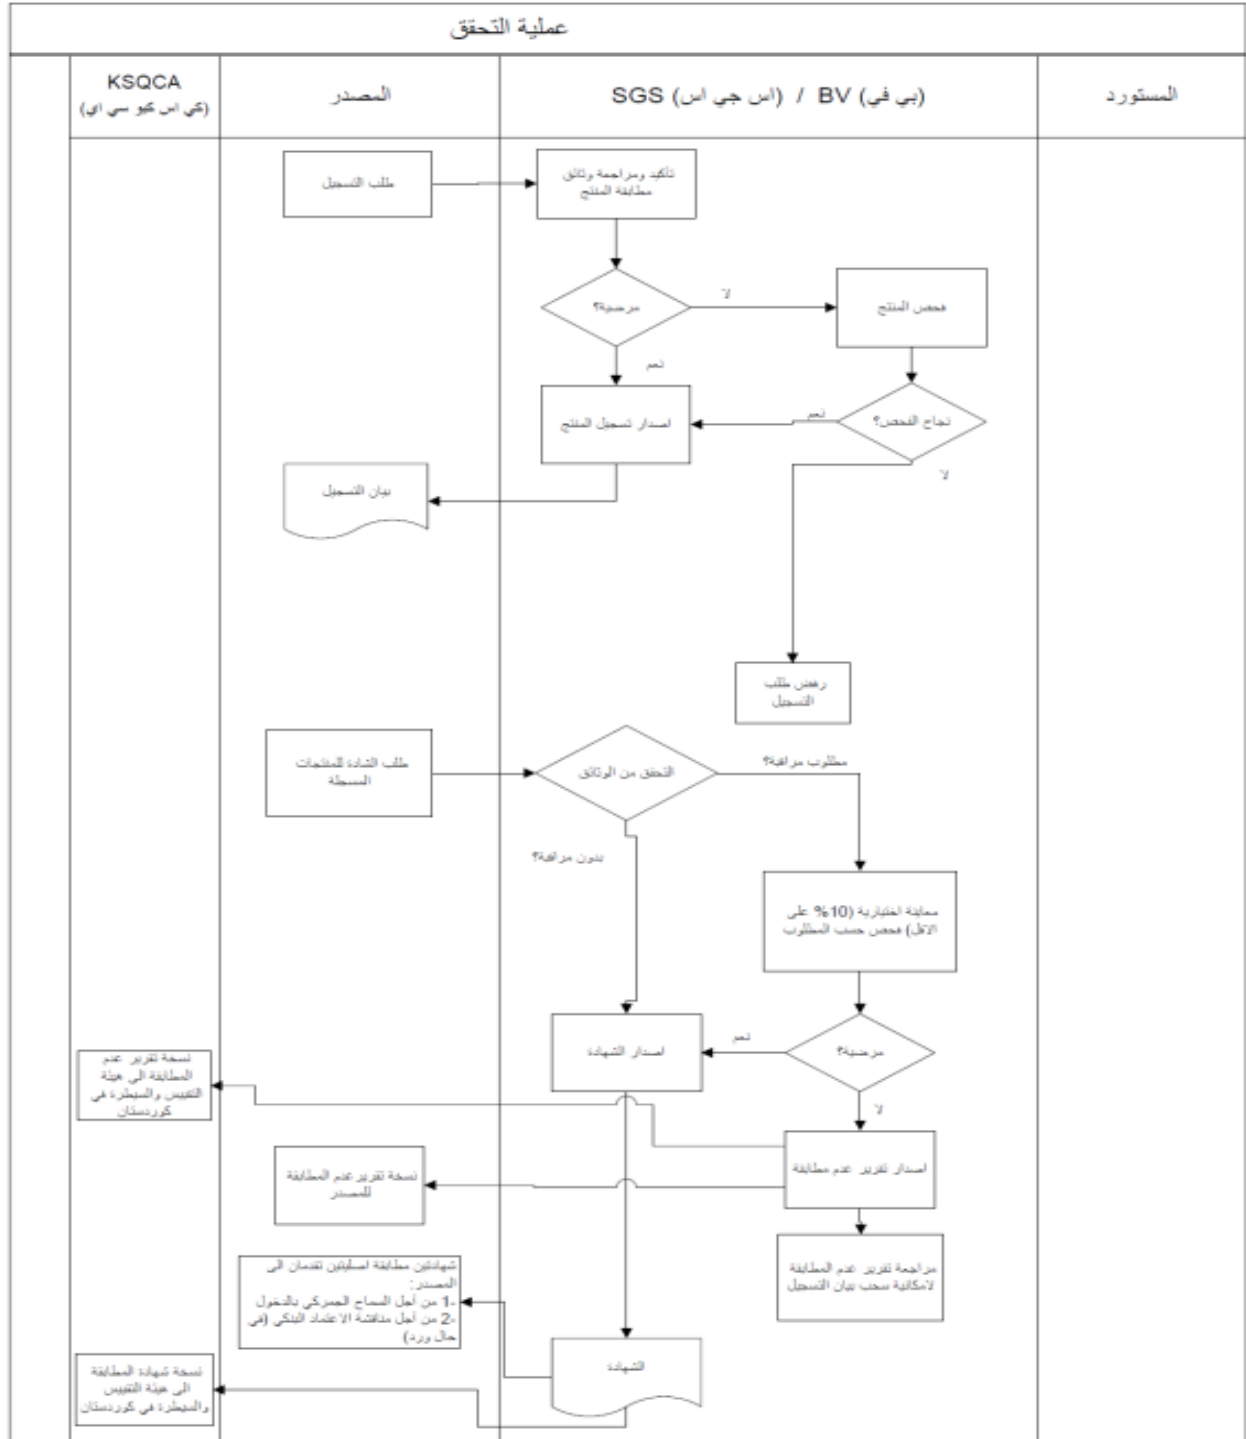 عملية التحقق
المستورد
SGS (اس جي اس) / BV (بي في)
المصدر
KSQCA
(كي اس كيو سي اي)
طلب التسجيل
تأكيد ومراجعة وثائق
مطابقة المنتج
مرضية؟
لا
فحص المنتج
نعم
اصدار تسجيل المنتج
نعم
نجاح الفحص؟
لا
بيان التسجيل
رفض طلب
التسجيل
طلب الشادة للمنتجات
المسجلة
التحقق من الوثائق
مطلوب مراقبة؟
بدون مراقبة؟
معاينة اختيارية (10% على
الاقل) فحص حسب المطلوب
اصدار الشهادة
نعم
مرضية؟
لا
نسخة تقرير عدم
المطابقة الى هيئة
التقييس والسيطرة في
كوردستان
اصدار تقرير عدم مطابقة
نسخة تقرير عدم المطابقة
للمصدر
مراجعة تقرير عدم المطابقة
لامكانية سحب بيان التسجيل
شهادتين مطابقة اصليتين تقدمان الى
المصدر:
1- من أجل السماح الجمركي بالدخول
2- من أجل مناقشة الاعتماد البنكي (في
حال ورد)
الشهادة
نسخة شهادة المطابقة
الى هيئة التقييس
والسيطرة في كوردستان